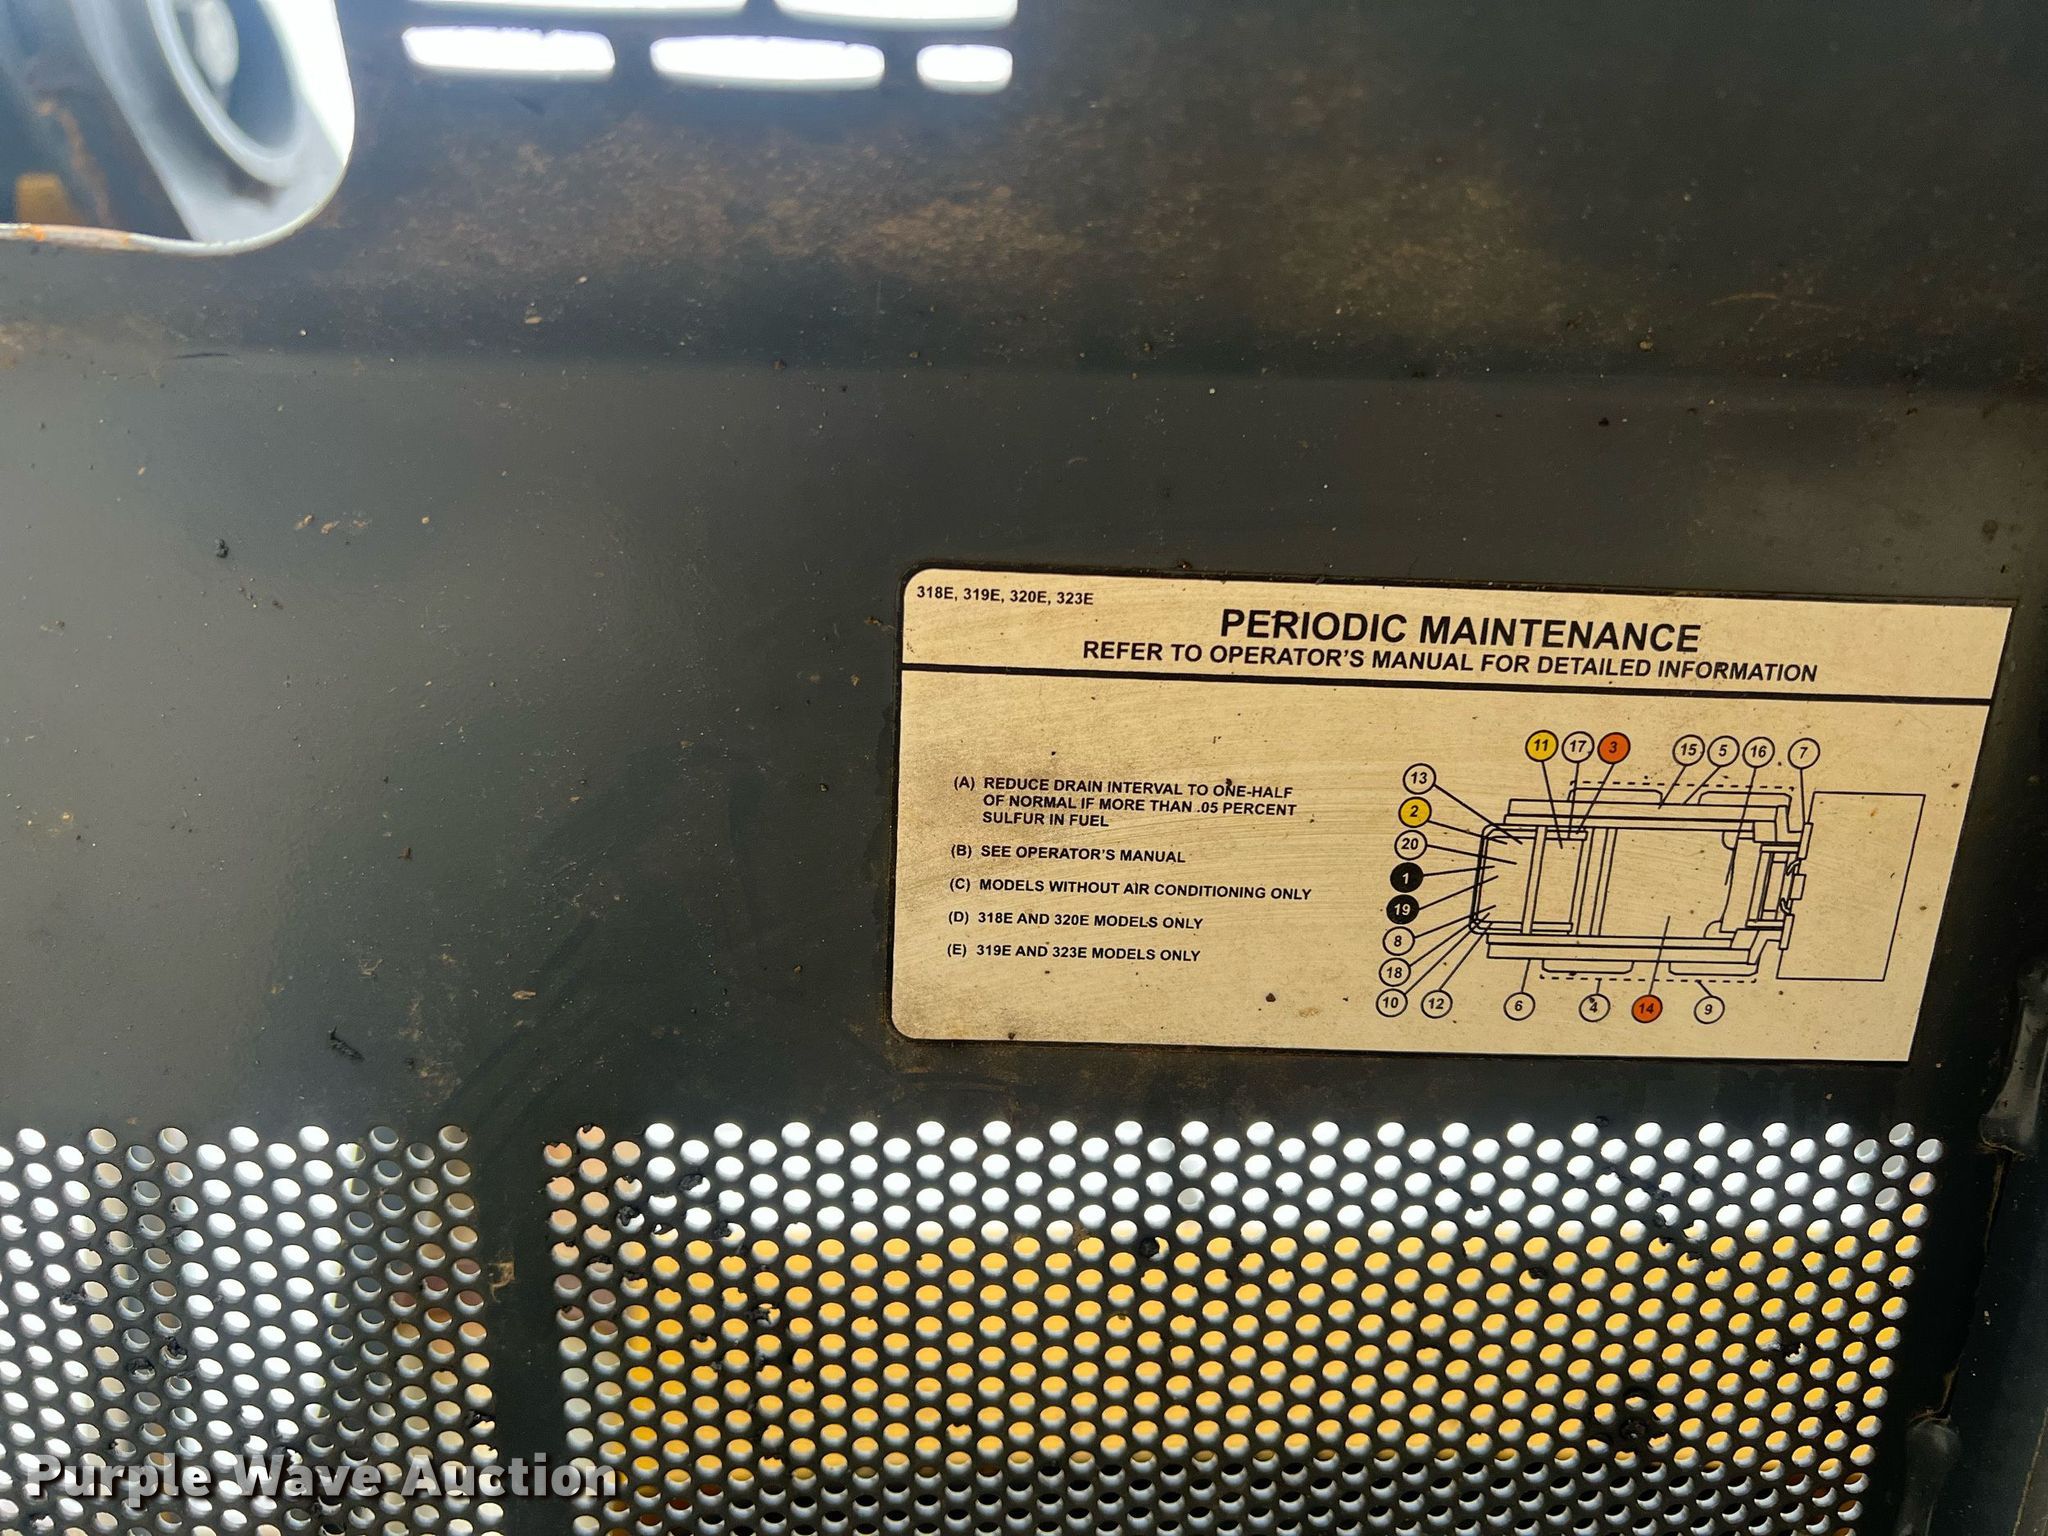 318E, 319E, 320E, 323E
PERIODIC MAINTENANCE
REFER TO OPERATOR'S MANUAL FOR DETAILED INFORMATION
(A) REDUCE DRAIN INTERVAL TO ONE-HALF
OF NORMAL IF MORE THAN .05 PERCENT
SULFUR IN FUEL
(B) SEE OPERATOR'S MANUAL
(C) MODELS WITHOUT AIR CONDITIONING ONLY
(D) 318E AND 320E MODELS ONLY
(E) 319E AND 323E MODELS ONLY
11 17 3 15 5 16 7
13
2
20
1
19
8
18
10 12 6 4 14 9
Purple Wave Auction